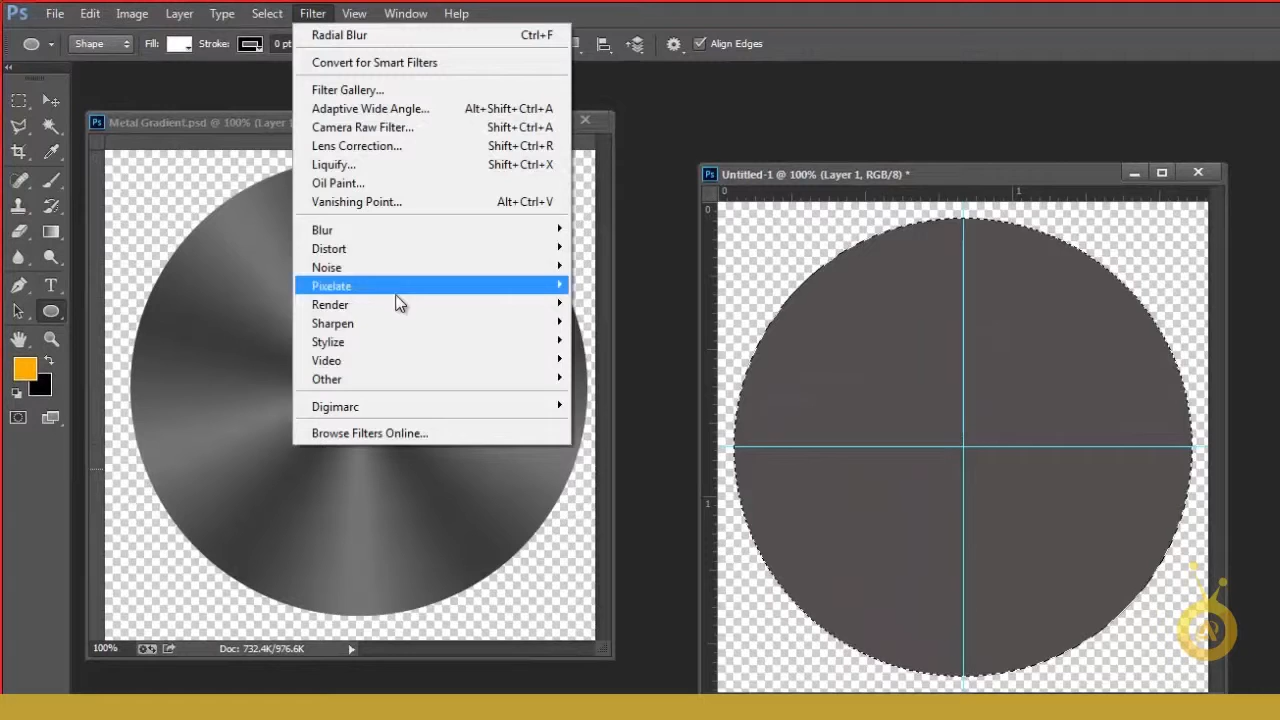 Ps File Edit Image Layer Type Select Filter View Window Help
Shape Fill: Stroke: 0 pt Align Edges
Radial Blur Ctrl+F
Convert for Smart Filters
Filter Gallery...
Adaptive Wide Angle... Alt+Shift+Ctrl+A
Camera Raw Filter... Shift+Ctrl+A
Lens Correction... Shift+Ctrl+R
Liquify... Shift+Ctrl+X
Oil Paint...
Vanishing Point... Alt+Ctrl+V
Blur
Distort
Noise
Pixelate
Render
Sharpen
Stylize
Video
Other
Digimarc
Browse Filters Online...
Ps Metal Gradient.psd @ 100% (Layer 1
100% Doc: 732.4K/976.6K
Ps Untitled-1 @ 100% (Layer 1, RGB/8) *
0 1
0
1